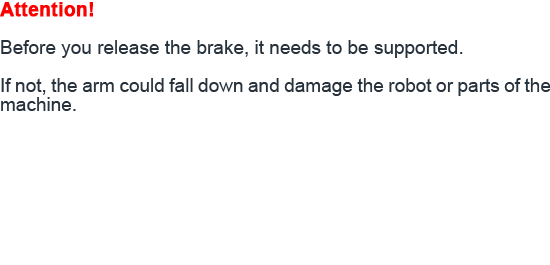 Attention!
Before you release the brake, it needs to be supported.
If not, the arm could fall down and damage the robot or parts of the
machine.